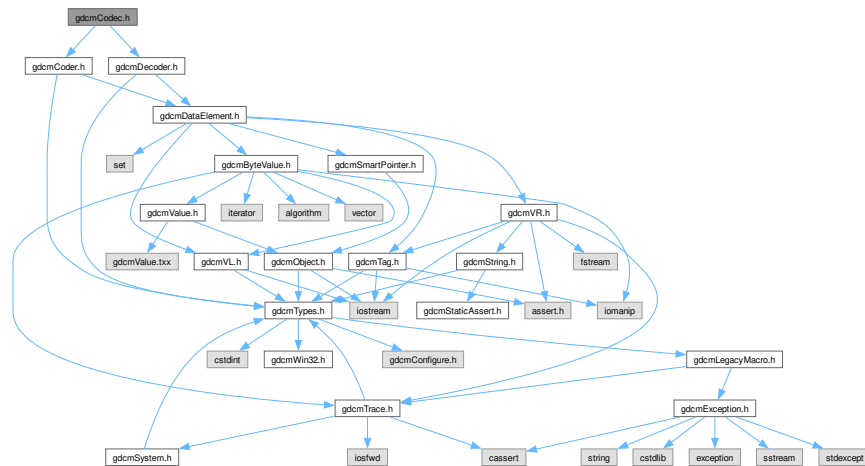 gdcmCodec.h
gdcmCoder.h
gdcmDecoder.h
gdcmDataElement.h
set
gdcmByteValue.h
gdcmSmartPointer.h
gdcmValue.h
iterator
algorithm
vector
gdcmVR.h
gdcmValue.txx
gdcmVL.h
gdcmObject.h
gdcmTag.h
gdcmString.h
fstream
gdcmTypes.h
iostream
gdcmStaticAssert.h
assert.h
iomanip
cstdint
gdcmWin32.h
gdcmConfigure.h
gdcmLegacyMacro.h
gdcmTrace.h
gdcmException.h
gdcmSystem.h
iosfwd
cassert
string
cstdlib
exception
sstream
stdexcept